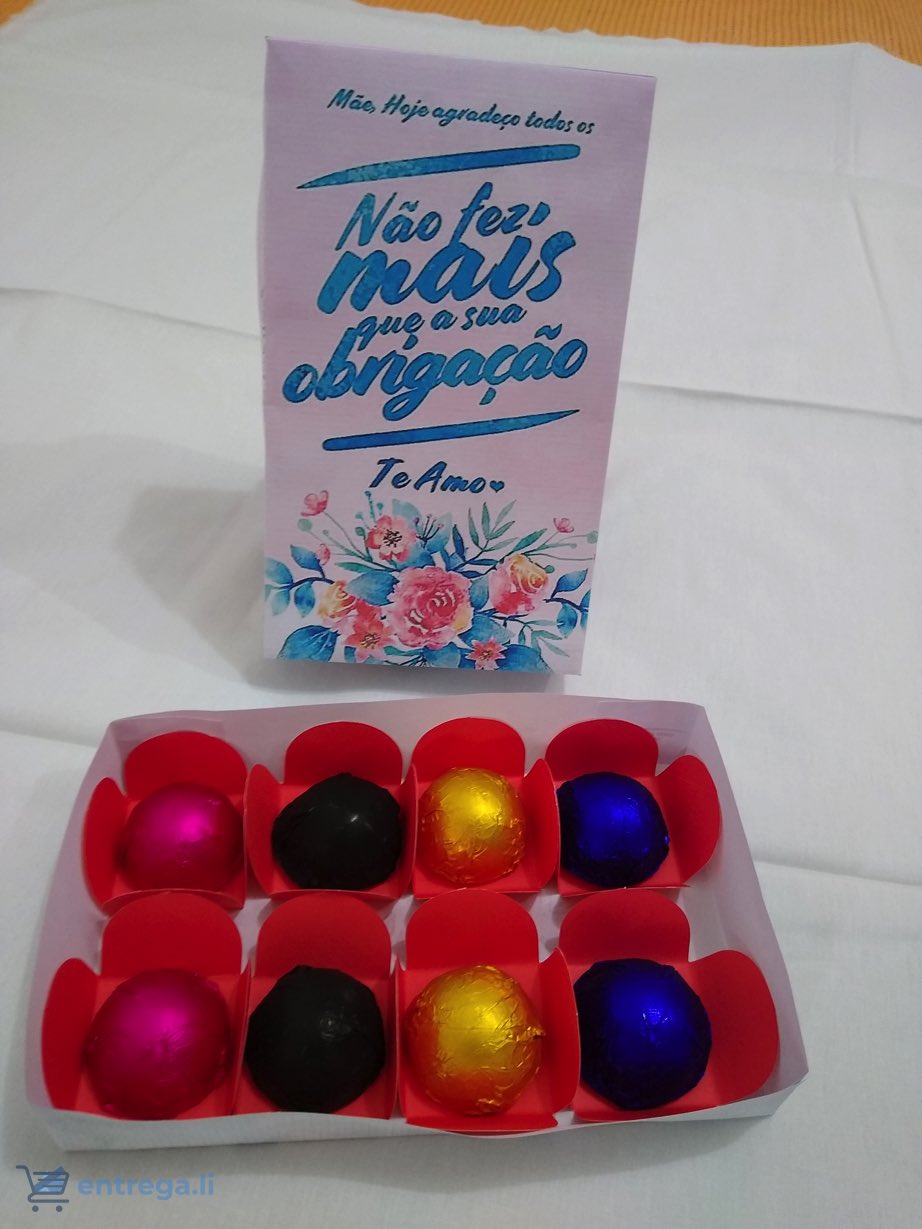 Mãe, Hoje agradeço todos os
Não fez
mais
que a sua
obrigação
Te Amo
entrega.li